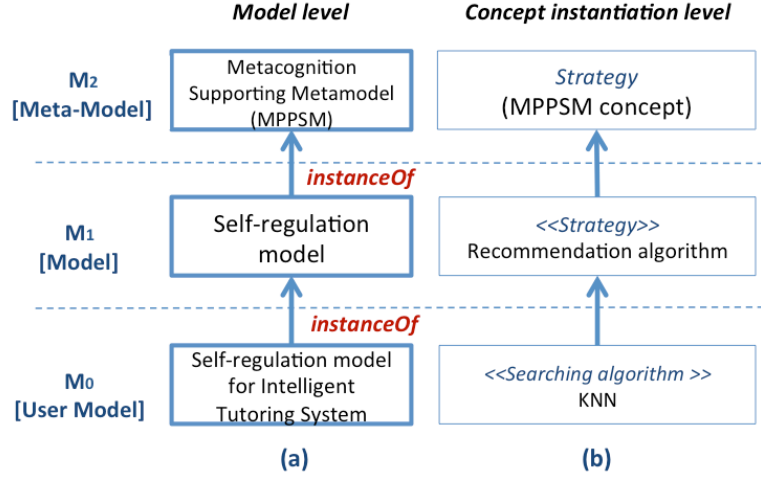 Model level
Concept instantiation level
M2
[Meta-Model]
Metacognition
Supporting Metamodel
(MPPSM)
Strategy
(MPPSM concept)
instanceOf
M1
[Model]
Self-regulation
model
<<Strategy>>
Recommendation algorithm
instanceOf
M0
[User Model]
Self-regulation model
for Intelligent
Tutoring System
<<Searching algorithm >>
KNN
(a)
(b)